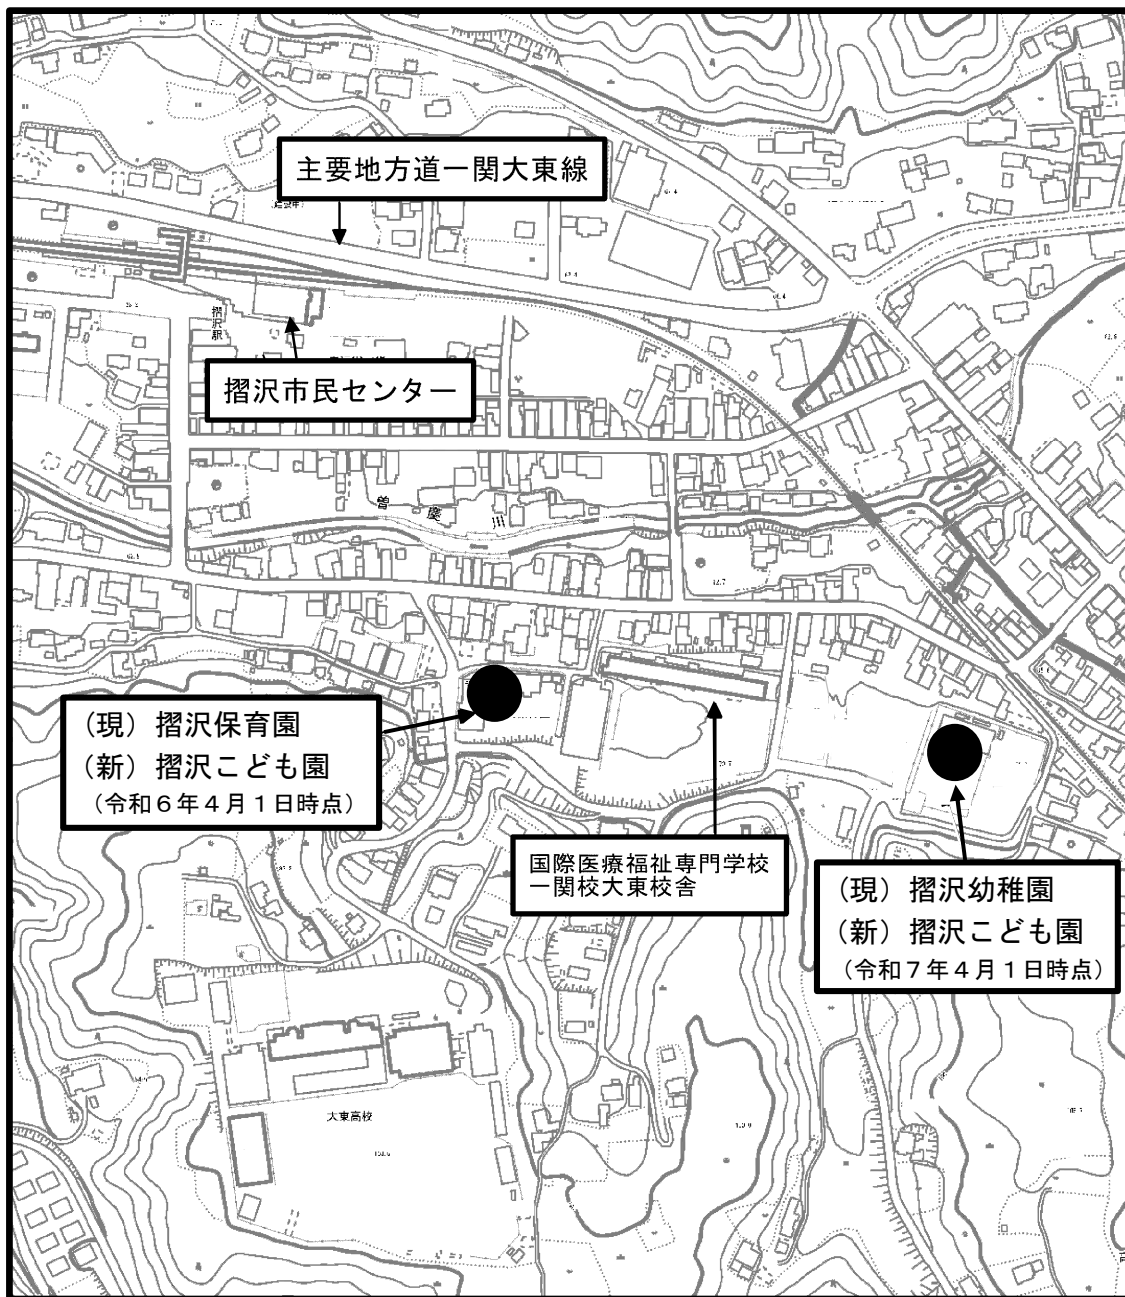 主要地方道一関大東線
摺沢駅
摺沢市民センター
曽慶川
(現)摺沢保育園
(新)摺沢こども園
(令和6年4月1日時点)
国際医療福祉専門学校
一関校大東校舎
(現)摺沢幼稚園
(新)摺沢こども園
(令和7年4月1日時点)
大東高校